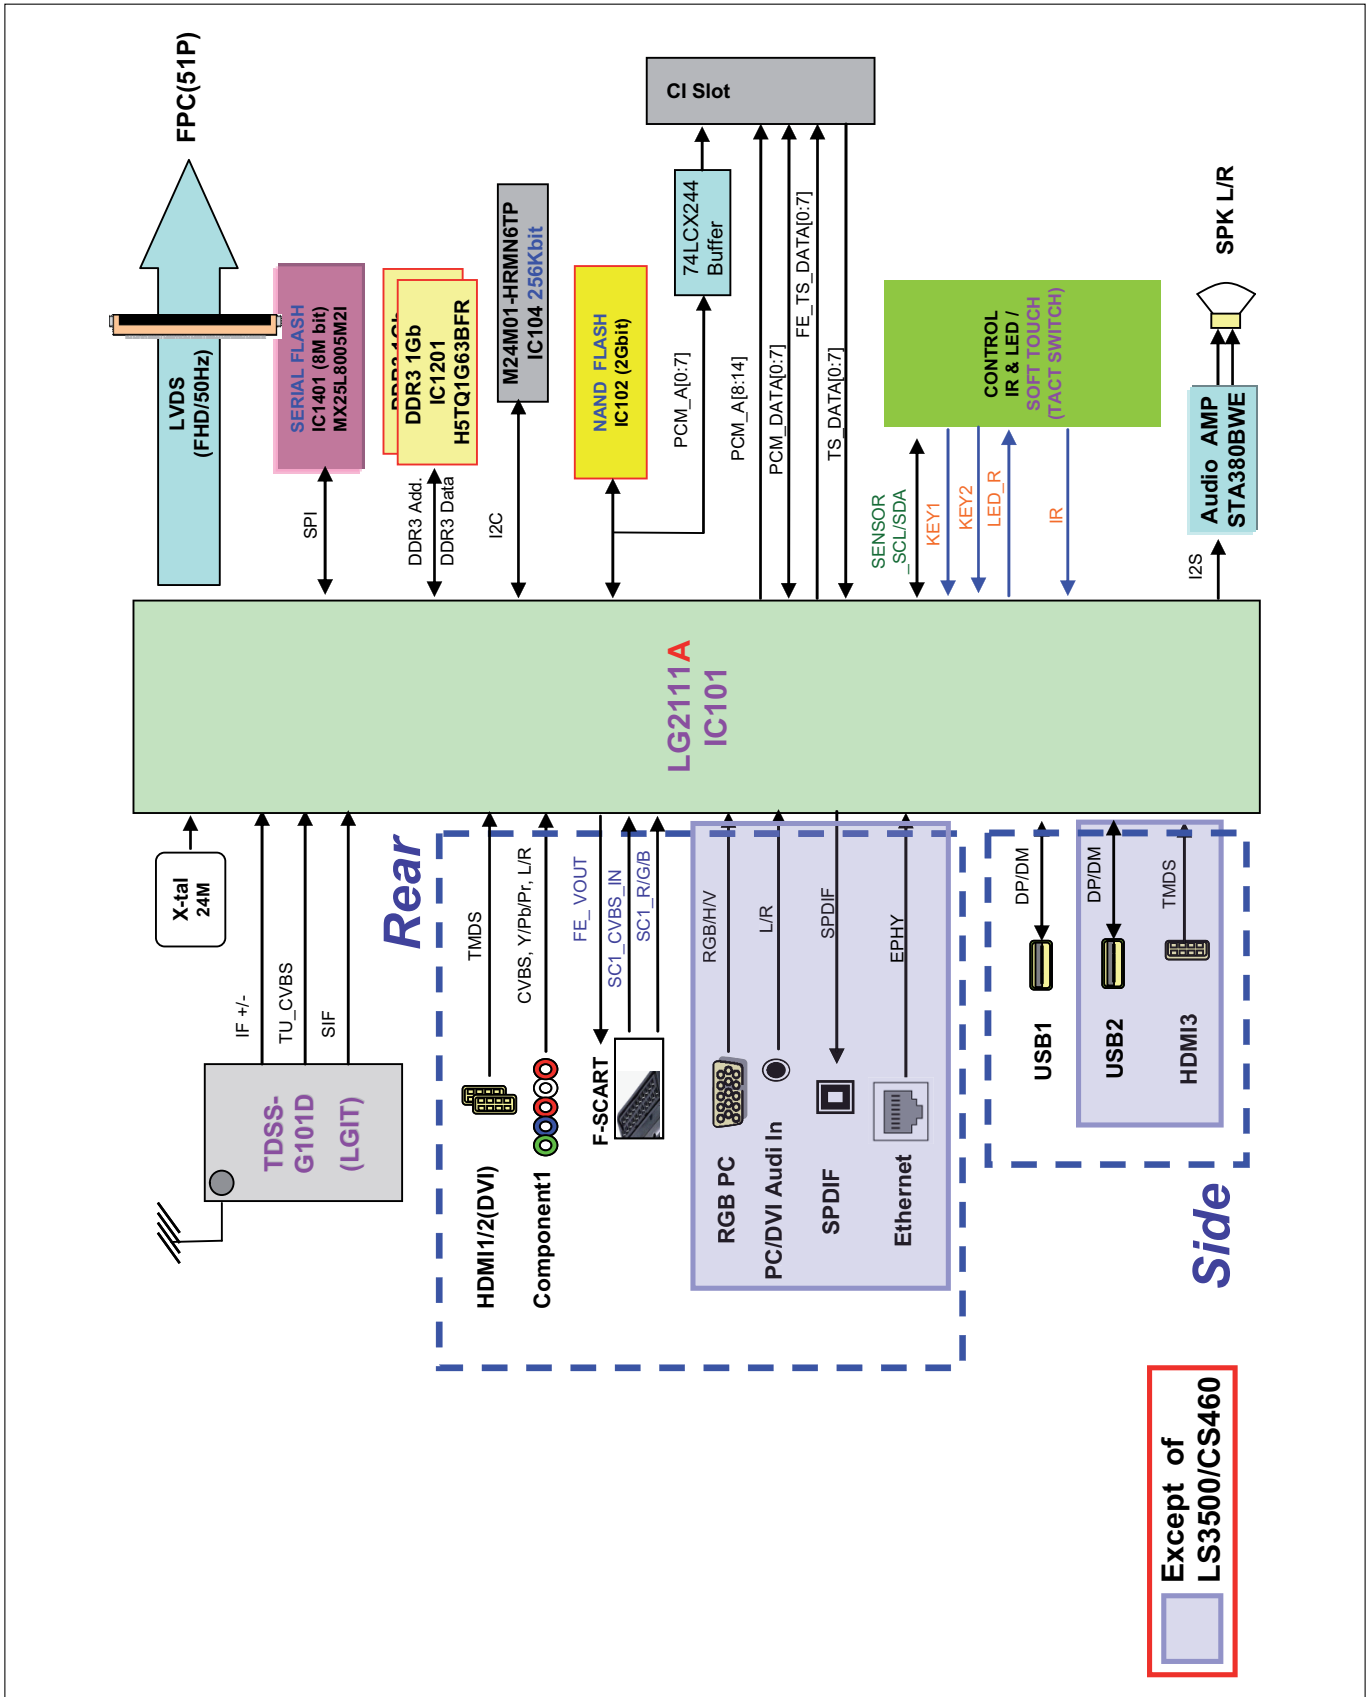 FPC(51P)
LVDS
(FHD/50Hz)
SERIAL FLASH
IC1401 (8M bit)
MX25L8005M2I
SPI
DDR3 1Gb
DDR3 1Gb
IC1201
H5TQ1G63BFR
DDR3 Add.
DDR3 Data
M24M01-HRMN6TP
IC104 256Kbit
I2C
NAND FLASH
IC102 (2Gbit)
74LCX244
Buffer
PCM_A[0:7]
CI Slot
PCM_A[8:14]
PCM_DATA[0:7]
FE_TS_DATA[0:7]
TS_DATA[0:7]
CONTROL
IR & LED /
SOFT TOUCH
(TACT SWITCH)
SENSOR
_SCL/SDA
KEY1
KEY2
LED_R
IR
SPK L/R
Audio AMP
STA380BWE
I2S
LG2111A
IC101
X-tal
24M
IF +/-
TU_CVBS
SIF
TDSS-
G101D
(LGIT)
Rear
TMDS
HDMI1/2(DVI)
CVBS, Y/Pb/Pr, L/R
Component1
FE_VOUT
SC1_CVBS_IN
SC1_R/G/B
F-SCART
RGB/H/V
RGB PC
L/R
PC/DVI Audi In
SPDIF
SPDIF
EPHY
Ethernet
DP/DM
USB1
DP/DM
USB2
TMDS
HDMI3
Side
Except of
LS3500/CS460